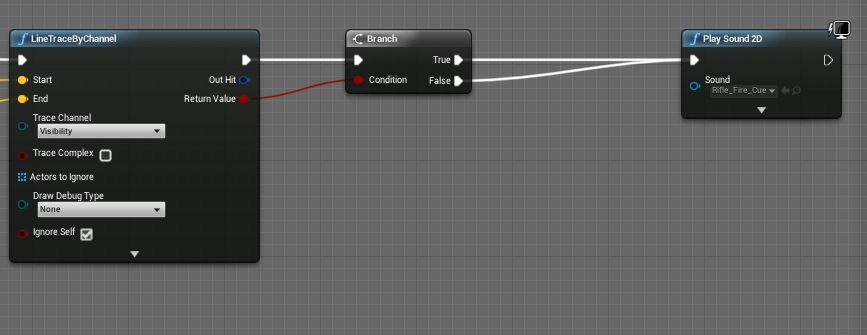 LineTraceByChannel
Start
Out Hit
End
Return Value
Trace Channel
Visibility
Trace Complex
Actors to Ignore
Draw Debug Type
None
Ignore Self
Branch
True
Condition
False
Play Sound 2D
Sound
Rifle_Fire_Cue